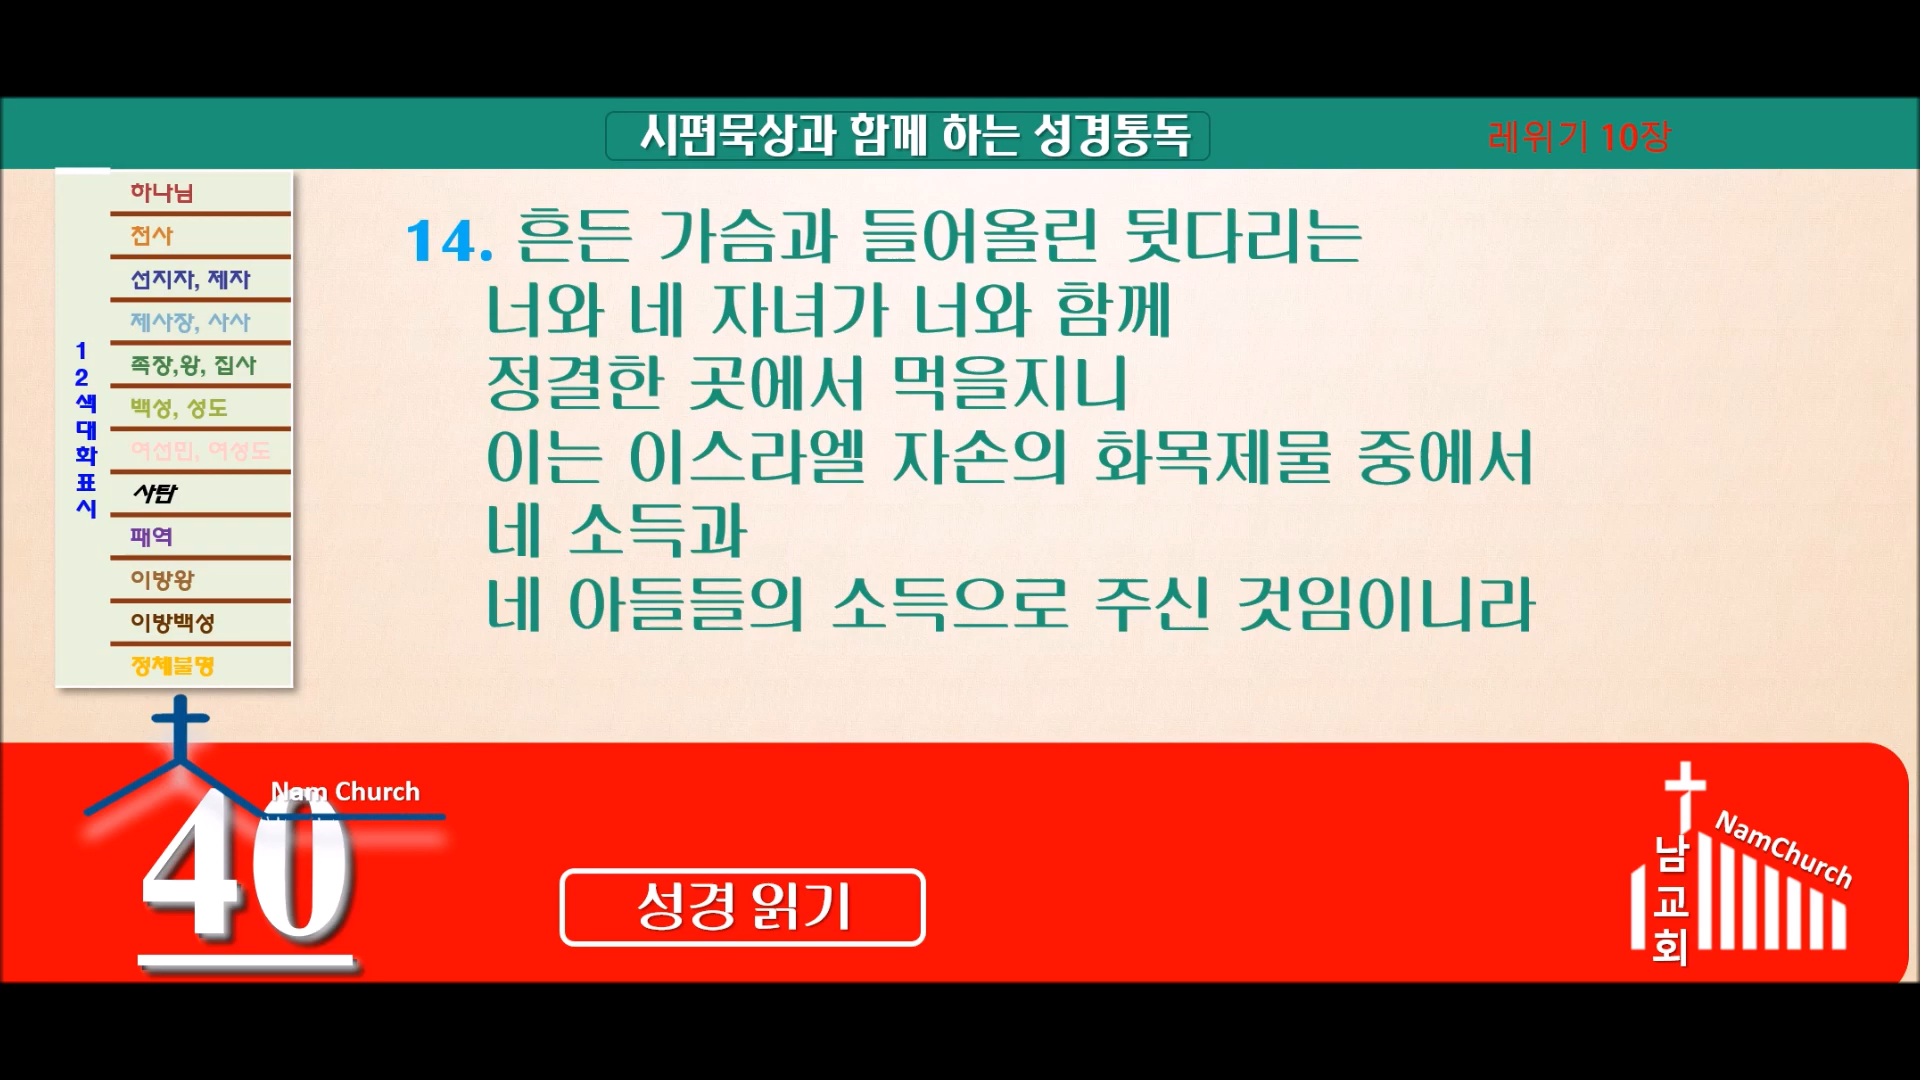 시편묵상과 함께 하는 성경통독
레위기 10장
12색대화표시
하나님
천사
선지자, 제자
제사장, 사사
족장,왕, 집사
백성, 성도
여선민, 여성도
사탄
패역
이방왕
이방백성
정체불명
14. 흔든 가슴과 들어올린 뒷다리는
너와 네 자녀가 너와 함께
정결한 곳에서 먹을지니
이는 이스라엘 자손의 화목제물 중에서
네 소득과
네 아들들의 소득으로 주신 것임이니라
Nam Church
40
성경 읽기
남교회
NamChurch